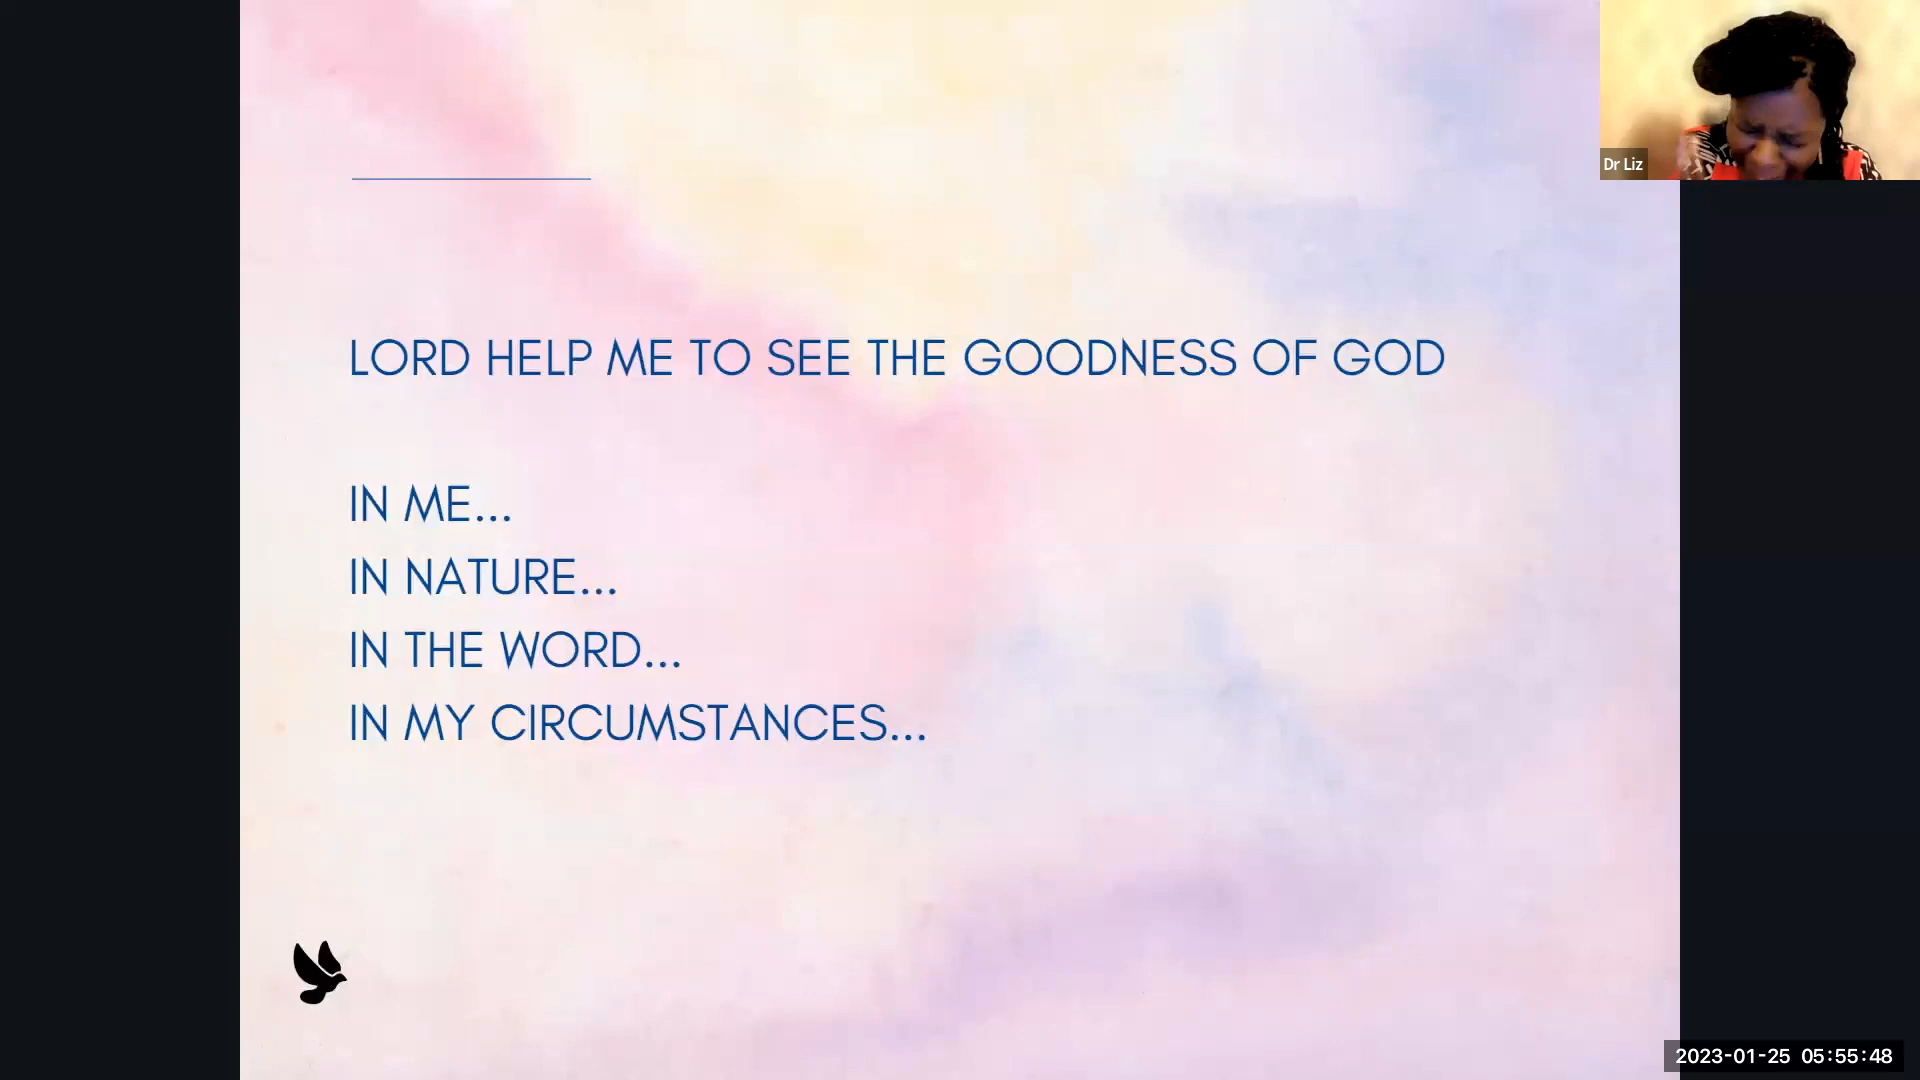 Dr Liz
LORD HELP ME TO SEE THE GOODNESS OF GOD
IN ME...
IN NATURE...
IN THE WORD...
IN MY CIRCUMSTANCES...
2023-01-25 05:55:48